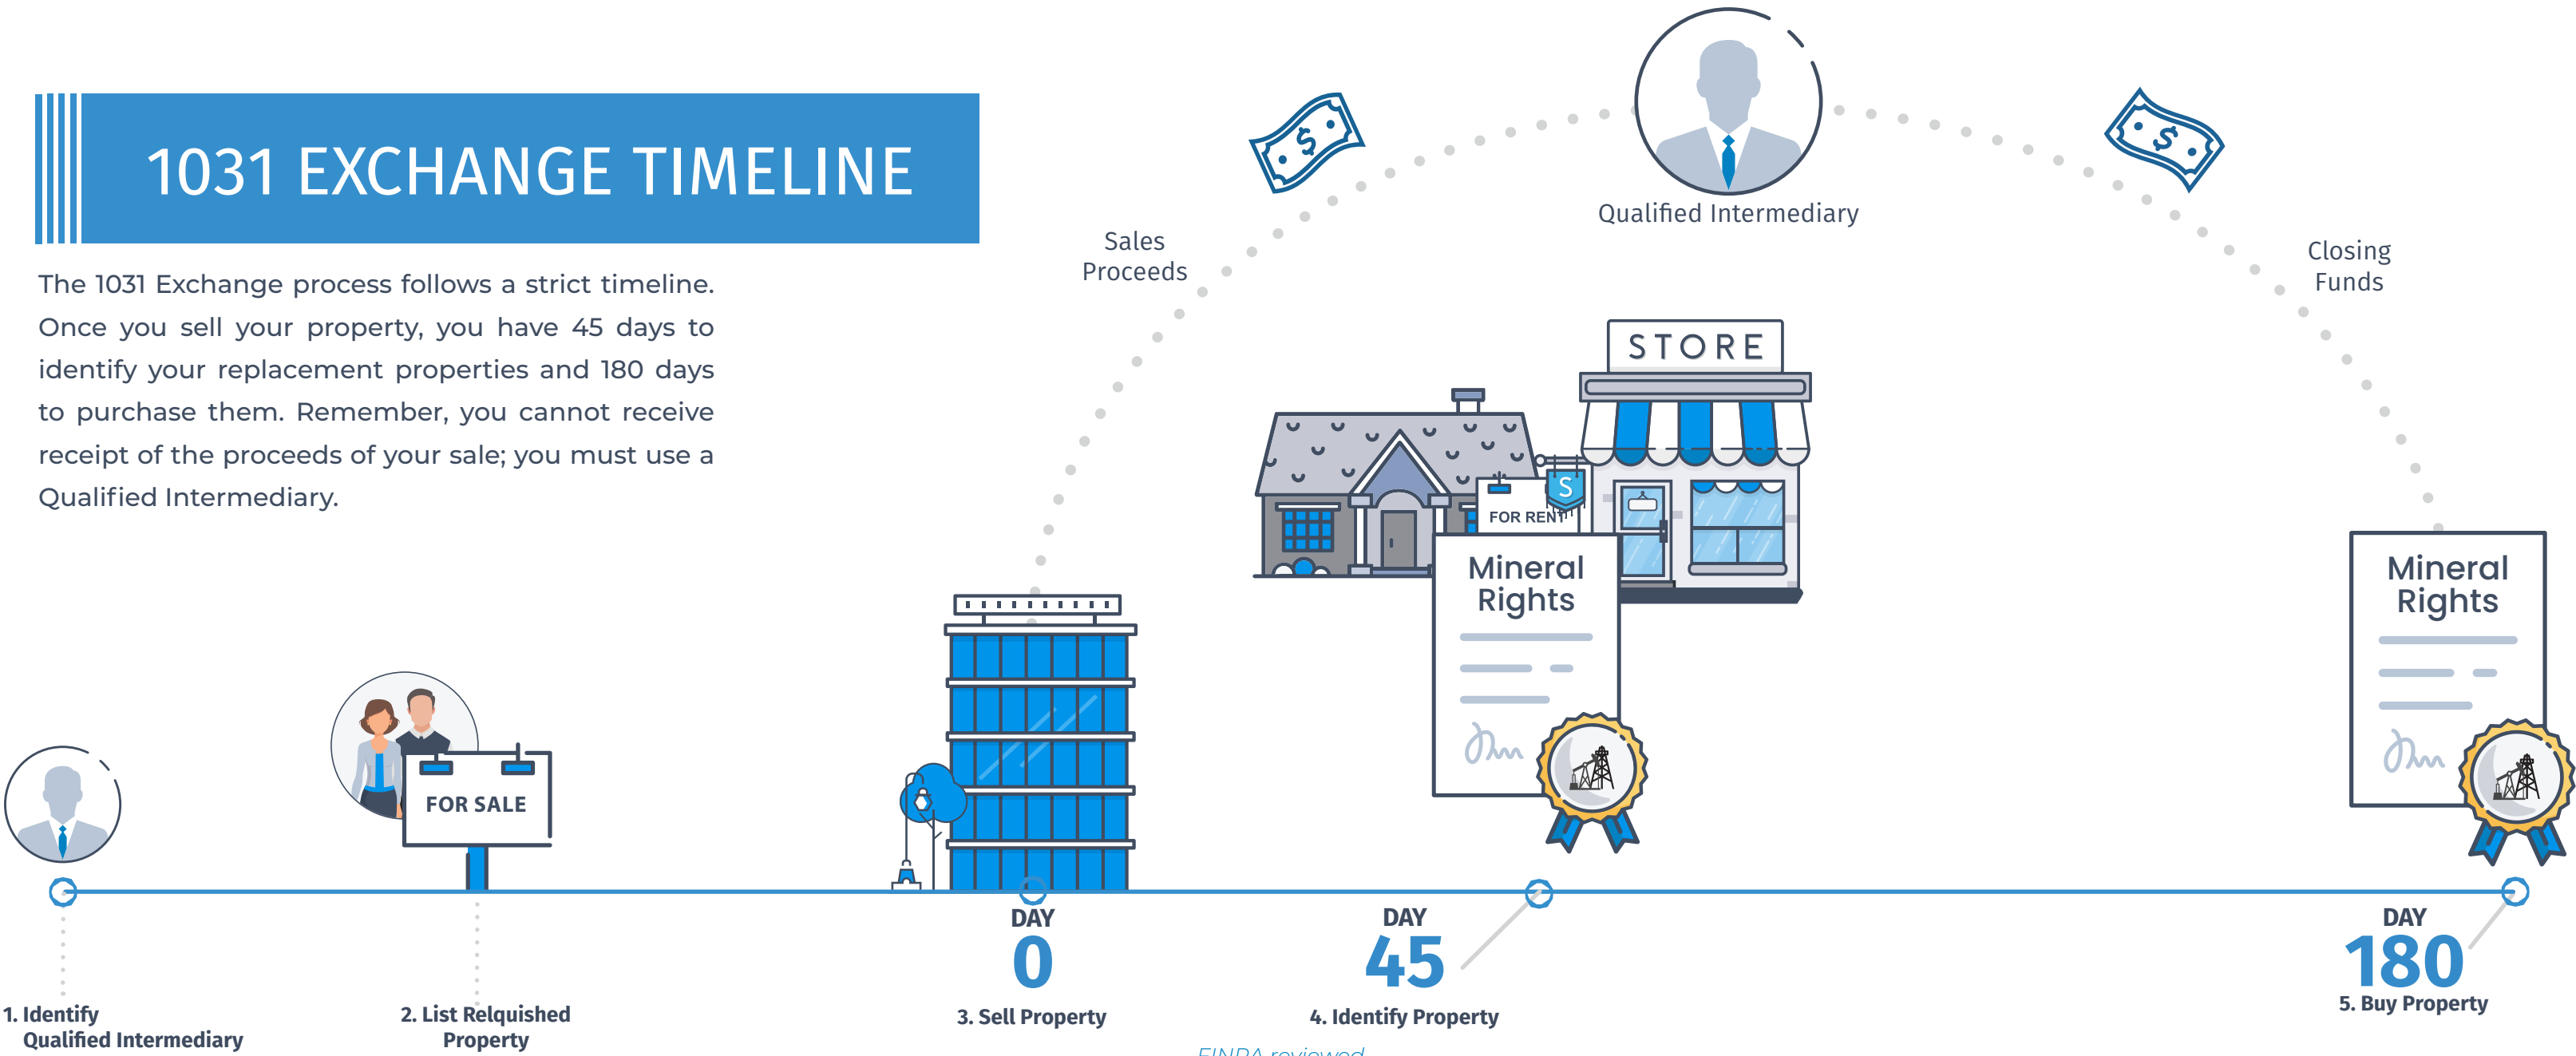 1031 EXCHANGE TIMELINE
The 1031 Exchange process follows a strict timeline.
Once you sell your property, you have 45 days to
identify your replacement properties and 180 days
to purchase them. Remember, you cannot receive
receipt of the proceeds of your sale; you must use a
Qualified Intermediary.
Sales
Proceeds
$
Qualified Intermediary
$
Closing
Funds
STORE
S
FOR RENT
Mineral
Rights
Mineral
Rights
FOR SALE
DAY
0
DAY
45
DAY
180
1. Identify
Qualified Intermediary
2. List Relquished
Property
3. Sell Property
4. Identify Property
5. Buy Property
FINRA reviewed